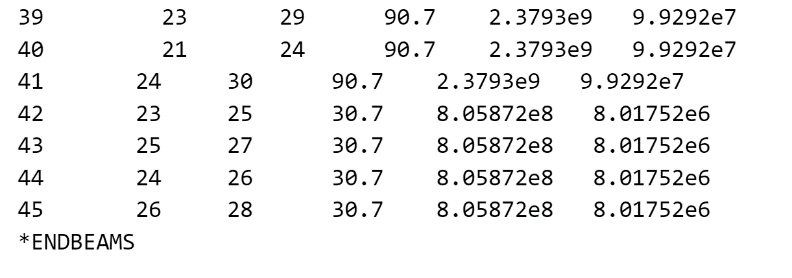 39 23 29 90.7 2.3793e9 9.9292e7
40 21 24 90.7 2.3793e9 9.9292e7
41 24 30 90.7 2.3793e9 9.9292e7
42 23 25 30.7 8.05872e8 8.01752e6
43 25 27 30.7 8.05872e8 8.01752e6
44 24 26 30.7 8.05872e8 8.01752e6
45 26 28 30.7 8.05872e8 8.01752e6
*ENDBEAMS